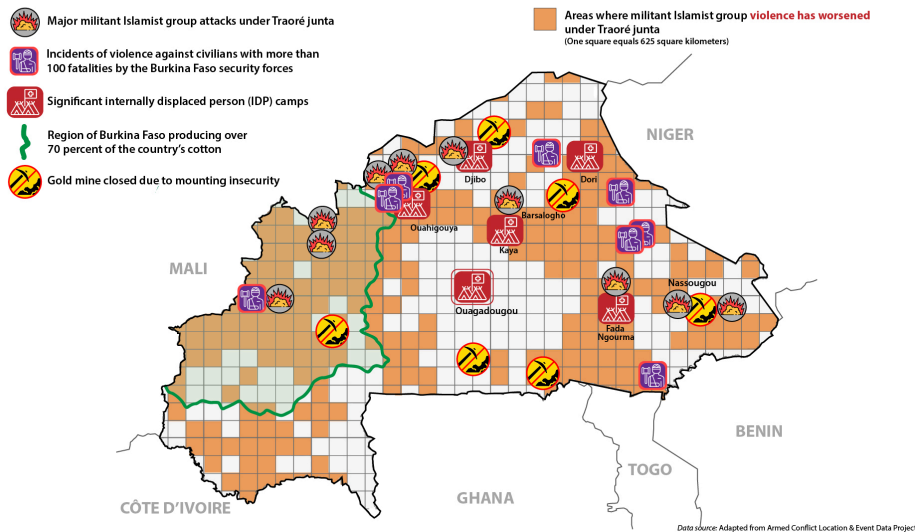 Major militant Islamist group attacks under Traoré junta
Incidents of violence against civilians with more than
100 fatalities by the Burkina Faso security forces
Significant internally displaced person (IDP) camps
Region of Burkina Faso producing over
70 percent of the country's cotton
Gold mine closed due to mounting insecurity
Areas where militant Islamist group violence has worsened
under Traoré junta
(One square equals 625 square kilometers)
NIGER
Djibo
Dori
Barsalogho
Ouahigouya
Kaya
MALI
Nassougou
Ouagadougou
Fada
Ngourma
BENIN
TOGO
GHANA
CÔTE D'IVOIRE
Data source: Adapted from Armed Conflict Location & Event Data Project